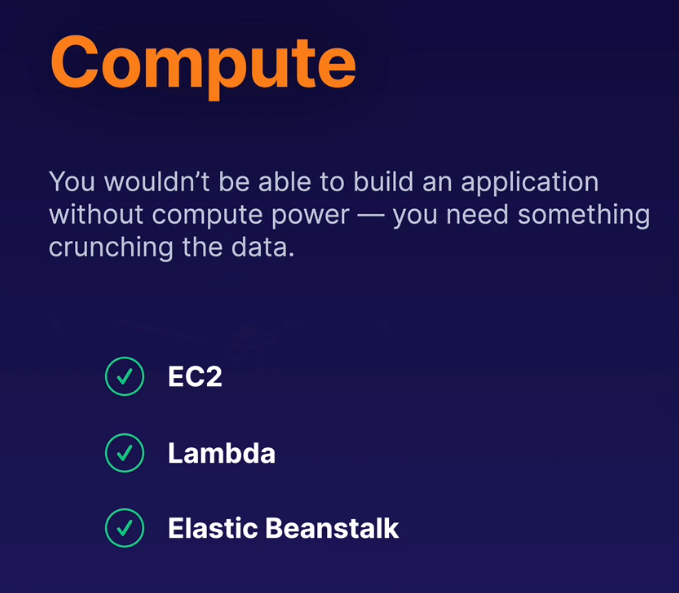 Compute
You wouldn’t be able to build an application
without compute power — you need something
crunching the data.
EC2
Lambda
Elastic Beanstalk